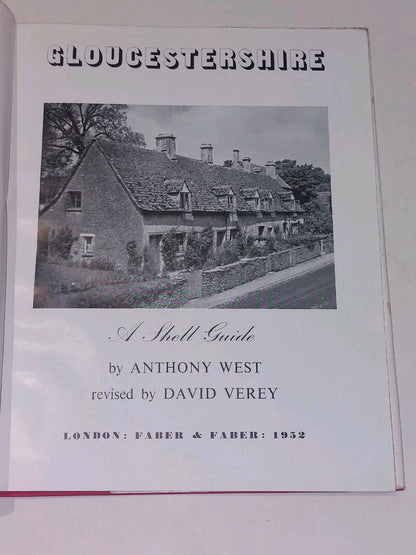 GLOUCESTERSHIRE
A Shell Guide
by ANTHONY WEST
revised by DAVID VEREY
LONDON: FABER & FABER: 1952